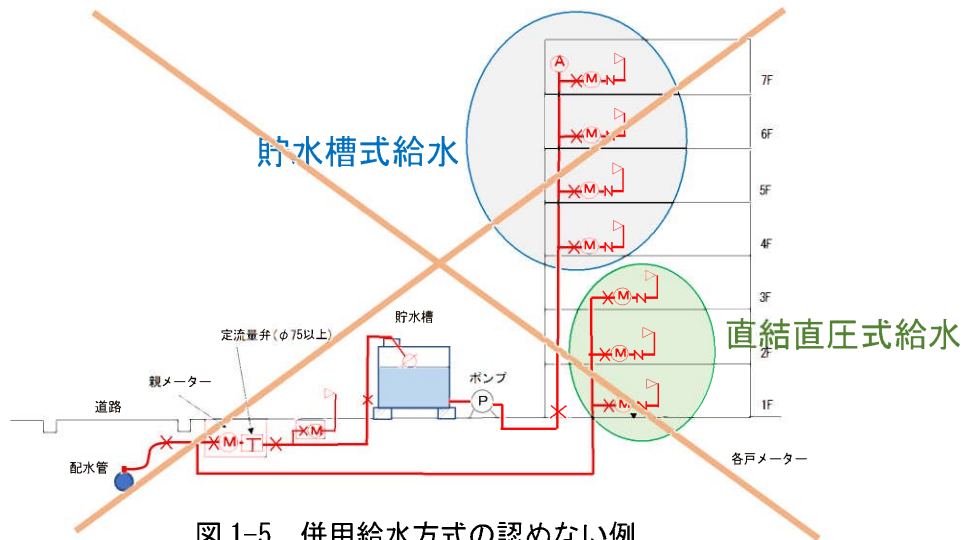 貯水槽式給水
A
M
7F
M
6F
M
5F
M
4F
M
3F
直結直圧式給水
M
2F
M
1F
貯水槽
定流量弁(φ75以上)
ポンプ
P
親メーター
道路
M
M
配水管
各戸メーター
図1-5 併用給水方式の認めない例